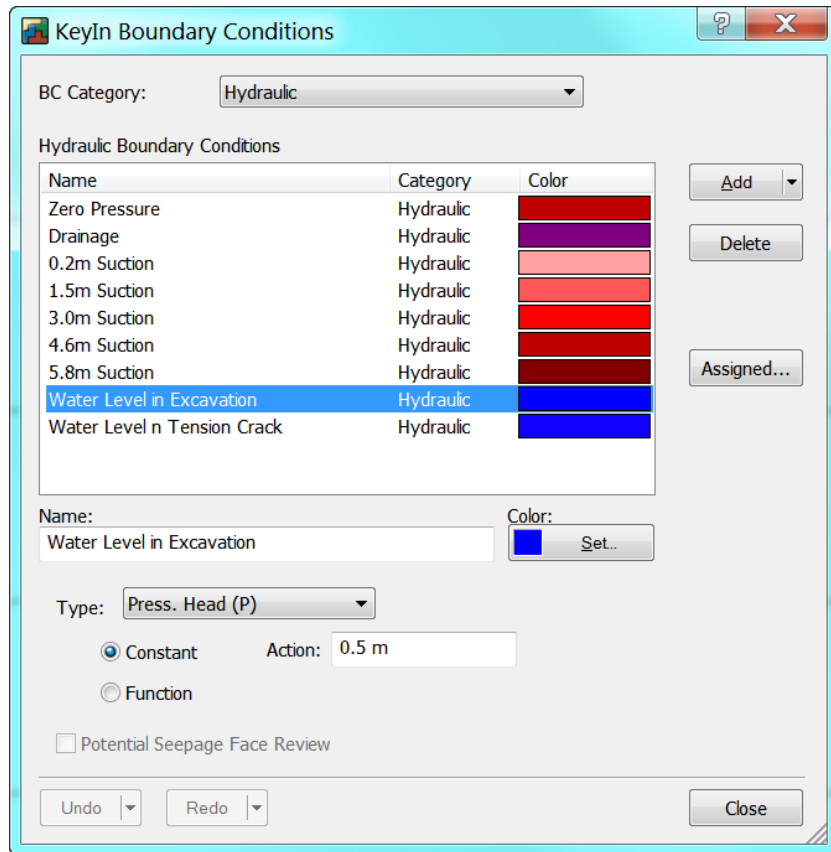 KeyIn Boundary Conditions
BC Category: Hydraulic
Hydraulic Boundary Conditions
Name Category Color
Zero Pressure Hydraulic
Drainage Hydraulic
0.2m Suction Hydraulic
1.5m Suction Hydraulic
3.0m Suction Hydraulic
4.6m Suction Hydraulic
5.8m Suction Hydraulic
Water Level in Excavation Hydraulic
Water Level n Tension Crack Hydraulic
Add
Delete
Assigned...
Name: Color:
Water Level in Excavation Set...
Type: Press. Head (P)
Constant Action: 0.5 m
Function
Potential Seepage Face Review
Undo Redo Close